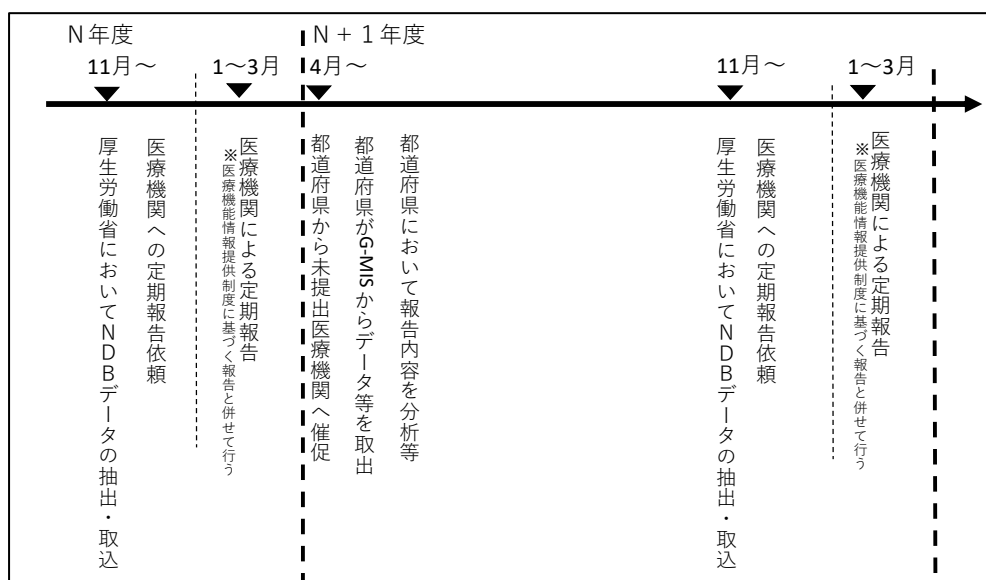 N年度
N+1年度
11月～
1～3月
4月～
11月～
1～3月
厚生労働省においてNDBデータの抽出・取込
医療機関への定期報告依頼
医療機関による定期報告
※医療機能情報提供制度に基づく報告と併せて行う
都道府県から未提出医療機関へ催促
都道府県がG-MISからデータ等を取出
都道府県において報告内容を分析等
厚生労働省においてNDBデータの抽出・取込
医療機関への定期報告依頼
医療機関による定期報告
※医療機能情報提供制度に基づく報告と併せて行う